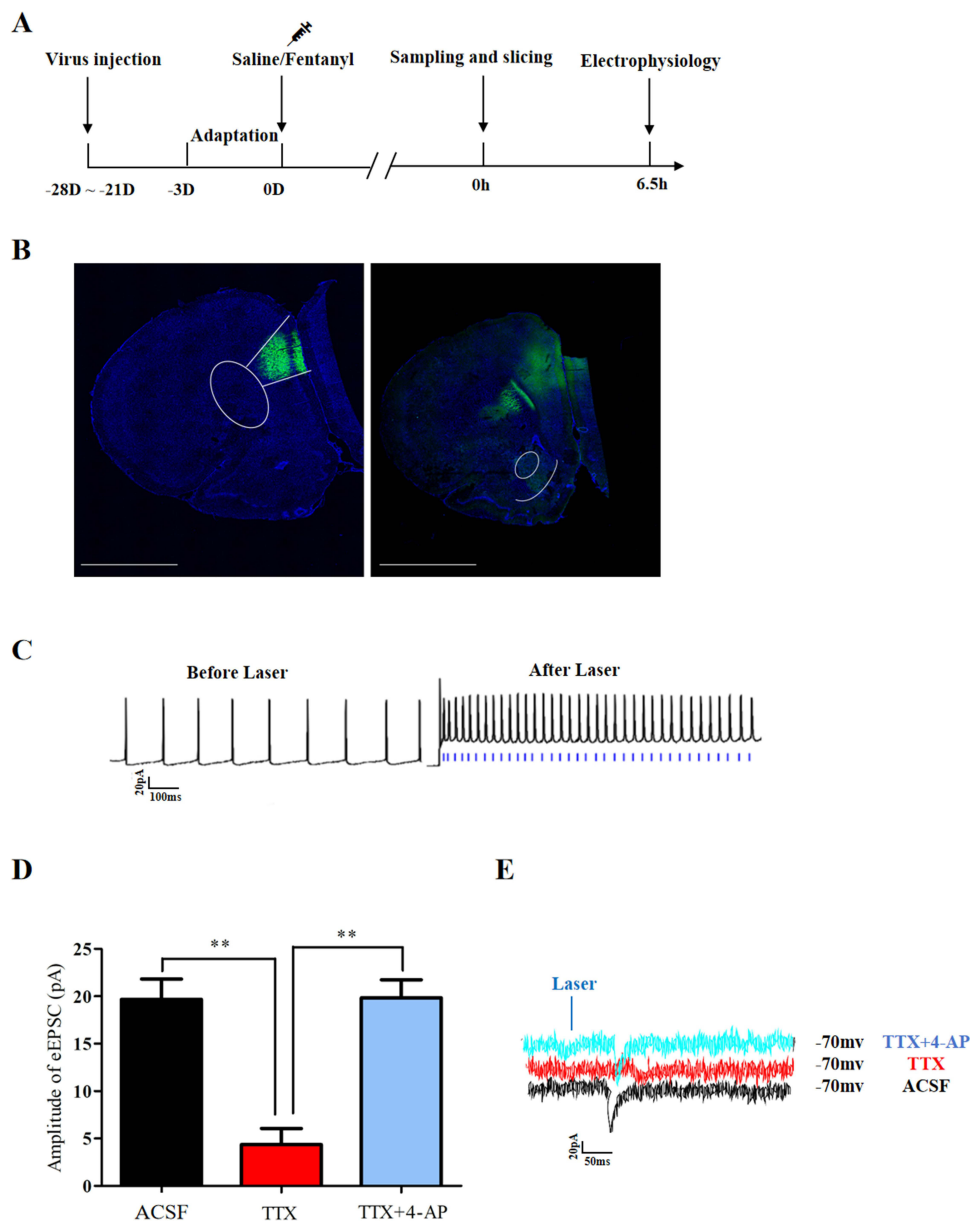 A
Virus injection
Saline/Fentanyl
Sampling and slicing
Electrophysiology
Adaptation
-28D ~ -21D
-3D
0D
0h
6.5h
B
C
Before Laser
After Laser
20pA
100ms
D
E
**
**
Amplitude of eEPSC (pA)
25
20
15
10
5
0
ACSF
TTX
TTX+4-AP
Laser
-70mv TTX+4-AP
-70mv TTX
-70mv ACSF
20pA
50ms